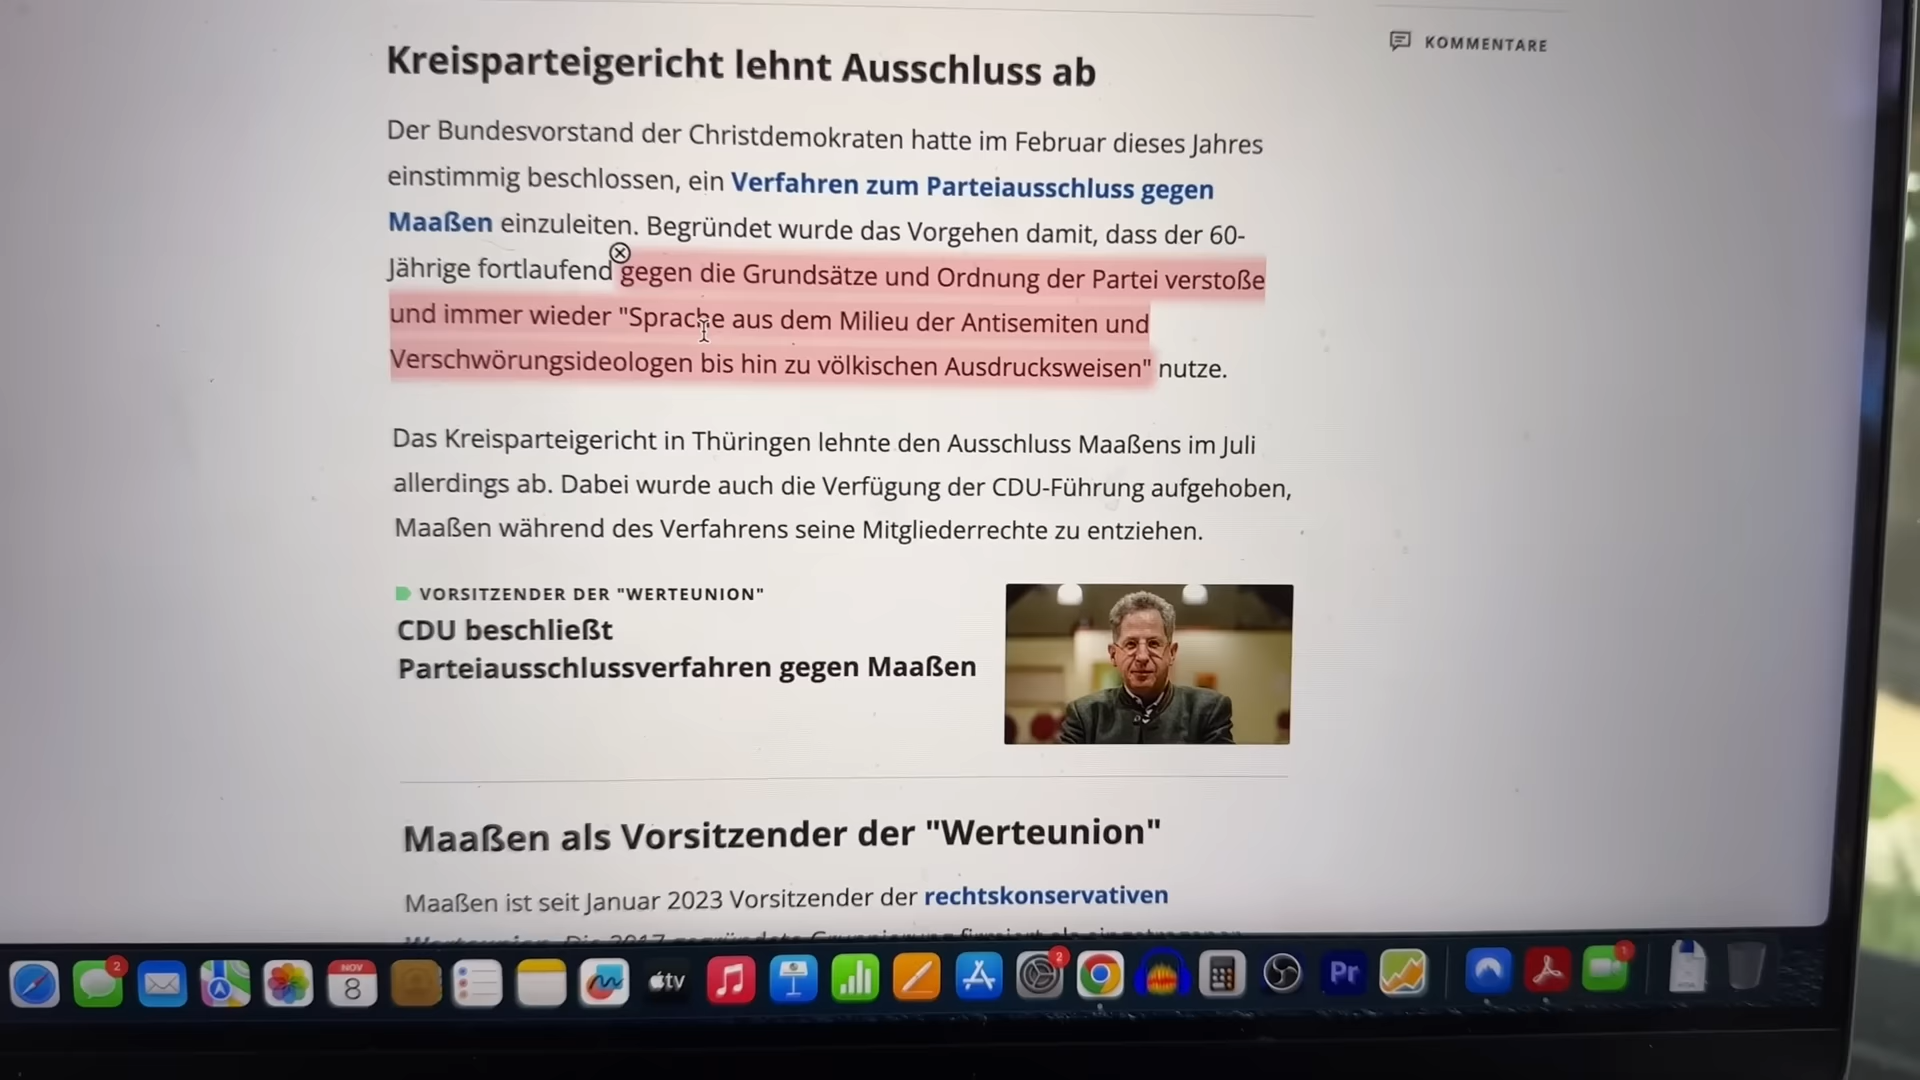 KOMMENTARE
Kreisparteigericht lehnt Ausschluss ab
Der Bundesvorstand der Christdemokraten hatte im Februar dieses Jahres
einstimmig beschlossen, ein Verfahren zum Parteiausschluss gegen
Maaßen einzuleiten. Begründet wurde das Vorgehen damit, dass der 60-
Jährige fortlaufend gegen die Grundsätze und Ordnung der Partei verstoße
und immer wieder "Sprache aus dem Milieu der Antisemiten und
Verschwörungsideologen bis hin zu völkischen Ausdrucksweisen" nutze.
Das Kreisparteigericht in Thüringen lehnte den Ausschluss Maaßens im Juli
allerdings ab. Dabei wurde auch die Verfügung der CDU-Führung aufgehoben,
Maaßen während des Verfahrens seine Mitgliederrechte zu entziehen.
VORSITZENDER DER "WERTEUNION"
CDU beschließt
Parteiausschlussverfahren gegen Maaßen
Maaßen als Vorsitzender der "Werteunion"
Maaßen ist seit Januar 2023 Vorsitzender der rechtskonservativen
2
NOV
8
tv
2
Pr
1